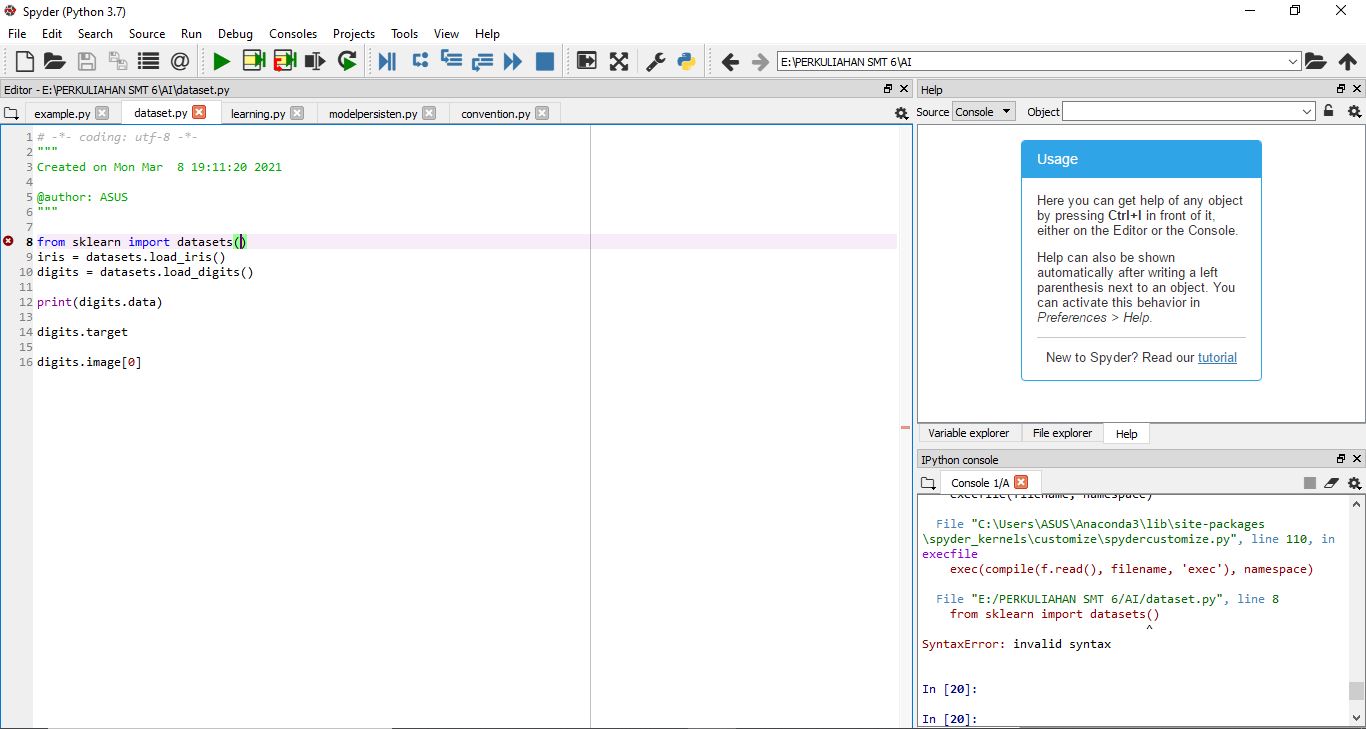 Spyder (Python 3.7)
File Edit Search Source Run Debug Consoles Projects Tools View Help
E:\PERKULIAHAN SMT 6\AI
Editor - E:\PERKULIAHAN SMT 6\AI\dataset.py
example.py dataset.py learning.py modelpersisten.py convention.py
1 # -*- coding: utf-8 -*-
2 """
3 Created on Mon Mar  8 19:11:20 2021
4
5 @author: ASUS
6 """
7
8 from sklearn import datasets()
9 iris = datasets.load_iris()
10 digits = datasets.load_digits()
11
12 print(digits.data)
13
14 digits.target
15
16 digits.image[0]
Help
Source Console Object
Usage
Here you can get help of any object
by pressing Ctrl+I in front of it,
either on the Editor or the Console.
Help can also be shown
automatically after writing a left
parenthesis next to an object. You
can activate this behavior in
Preferences > Help.
New to Spyder? Read our tutorial
Variable explorer File explorer Help
IPython console
Console 1/A
execfile(filename, namespace)
File "C:\Users\ASUS\Anaconda3\lib\site-packages
\spyder_kernels\customize\spydercustomize.py", line 110, in
execfile
exec(compile(f.read(), filename, 'exec'), namespace)
File "E:/PERKULIAHAN SMT 6/AI/dataset.py", line 8
from sklearn import datasets()
^
SyntaxError: invalid syntax
In [20]:
In [20]: